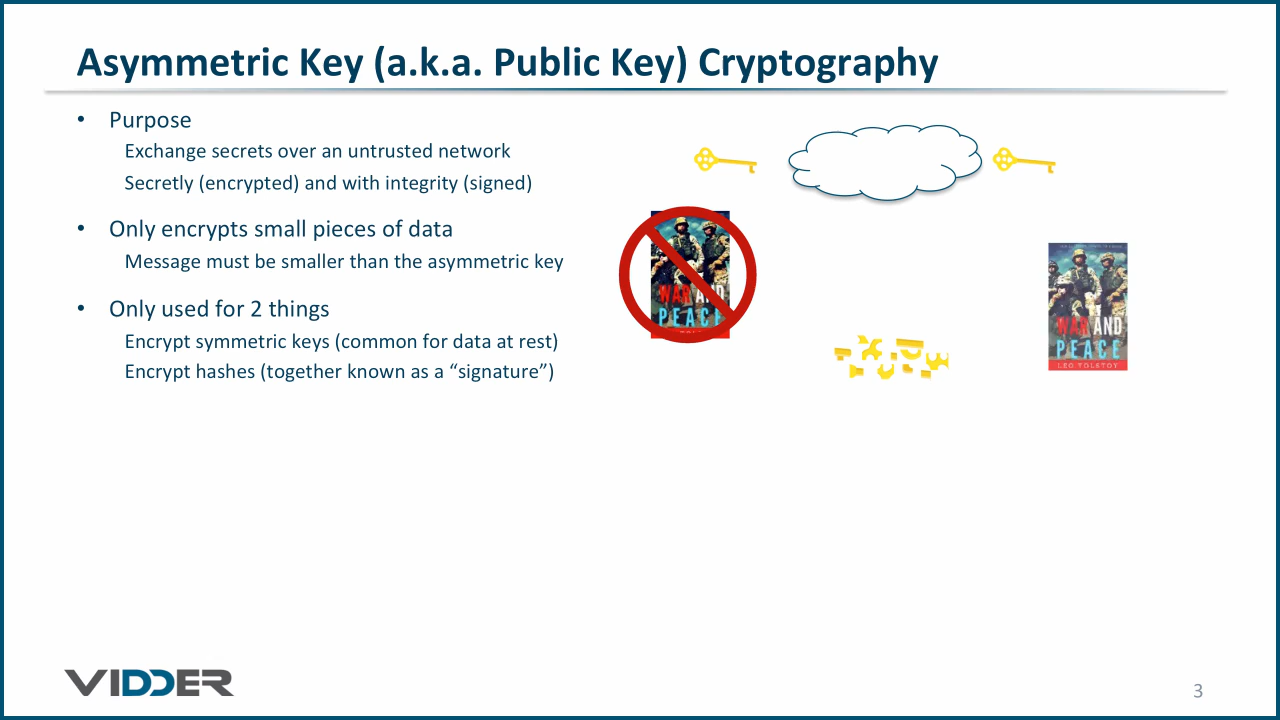 Asymmetric Key (a.k.a. Public Key) Cryptography
• Purpose
Exchange secrets over an untrusted network
Secretly (encrypted) and with integrity (signed)
• Only encrypts small pieces of data
Message must be smaller than the asymmetric key
• Only used for 2 things
Encrypt symmetric keys (common for data at rest)
Encrypt hashes (together known as a “signature”)
WAR AND
PEACE
WAR AND
PEACE
LEO TOLSTOY
VIDDER
3